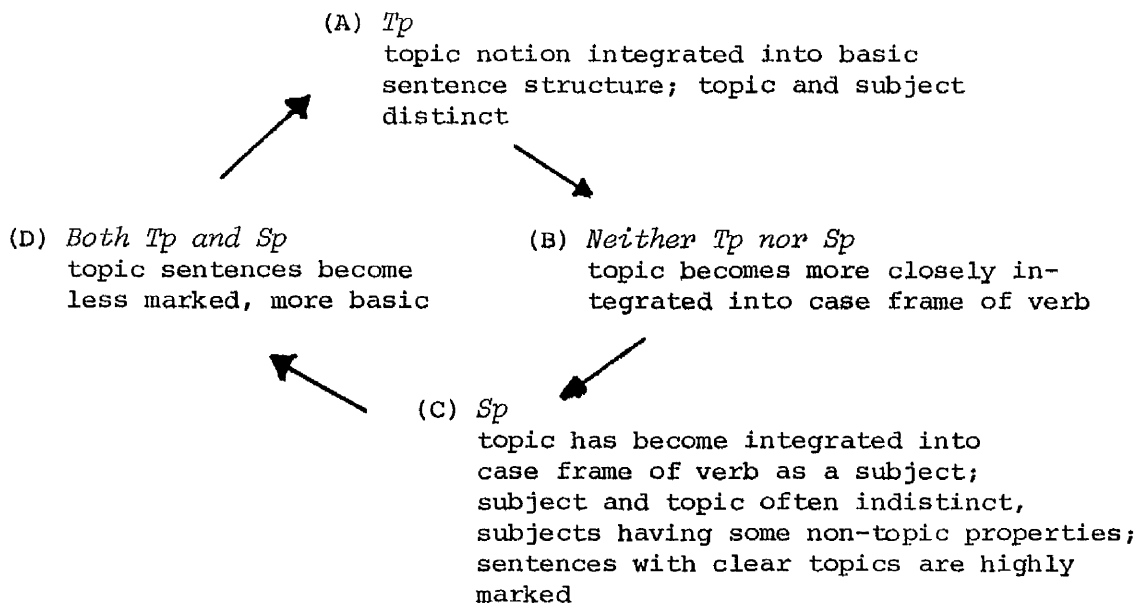 (A) Tp
topic notion integrated into basic
sentence structure; topic and subject
distinct
(D) Both Tp and Sp
topic sentences become
less marked, more basic
(B) Neither Tp nor Sp
topic becomes more closely in-
tegrated into case frame of verb
(C) Sp
topic has become integrated into
case frame of verb as a subject;
subject and topic often indistinct,
subjects having some non-topic properties;
sentences with clear topics are highly
marked